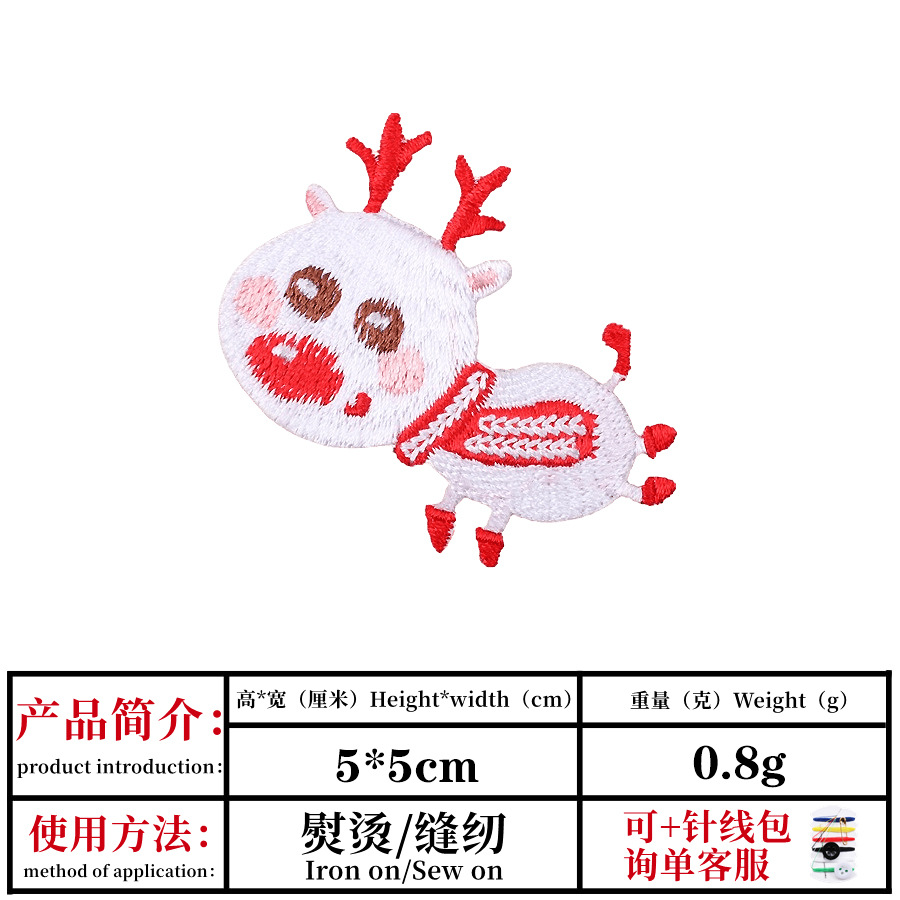 产品简介：
product introduction:
高*宽（厘米）Height*width（cm）
重量（克）Weight（g）
5*5cm
0.8g
使用方法：
method of application：
熨烫/缝纫
Iron on/Sew on
可+针线包
询单客服